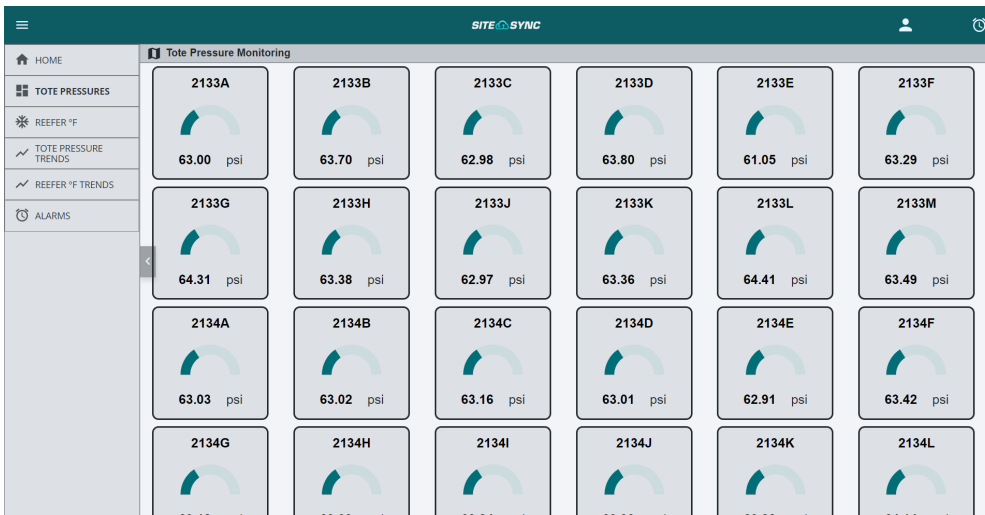 SITE SYNC
HOME
TOTE PRESSURES
REEFER °F
TOTE PRESSURE
TRENDS
REEFER °F TRENDS
ALARMS
Tote Pressure Monitoring
2133A 2133B 2133C 2133D 2133E 2133F
63.00 psi 63.70 psi 62.98 psi 63.80 psi 61.05 psi 63.29 psi
2133G 2133H 2133J 2133K 2133L 2133M
64.31 psi 63.38 psi 62.97 psi 63.36 psi 64.41 psi 63.49 psi
2134A 2134B 2134C 2134D 2134E 2134F
63.03 psi 63.02 psi 63.16 psi 63.01 psi 62.91 psi 63.42 psi
2134G 2134H 2134I 2134J 2134K 2134L